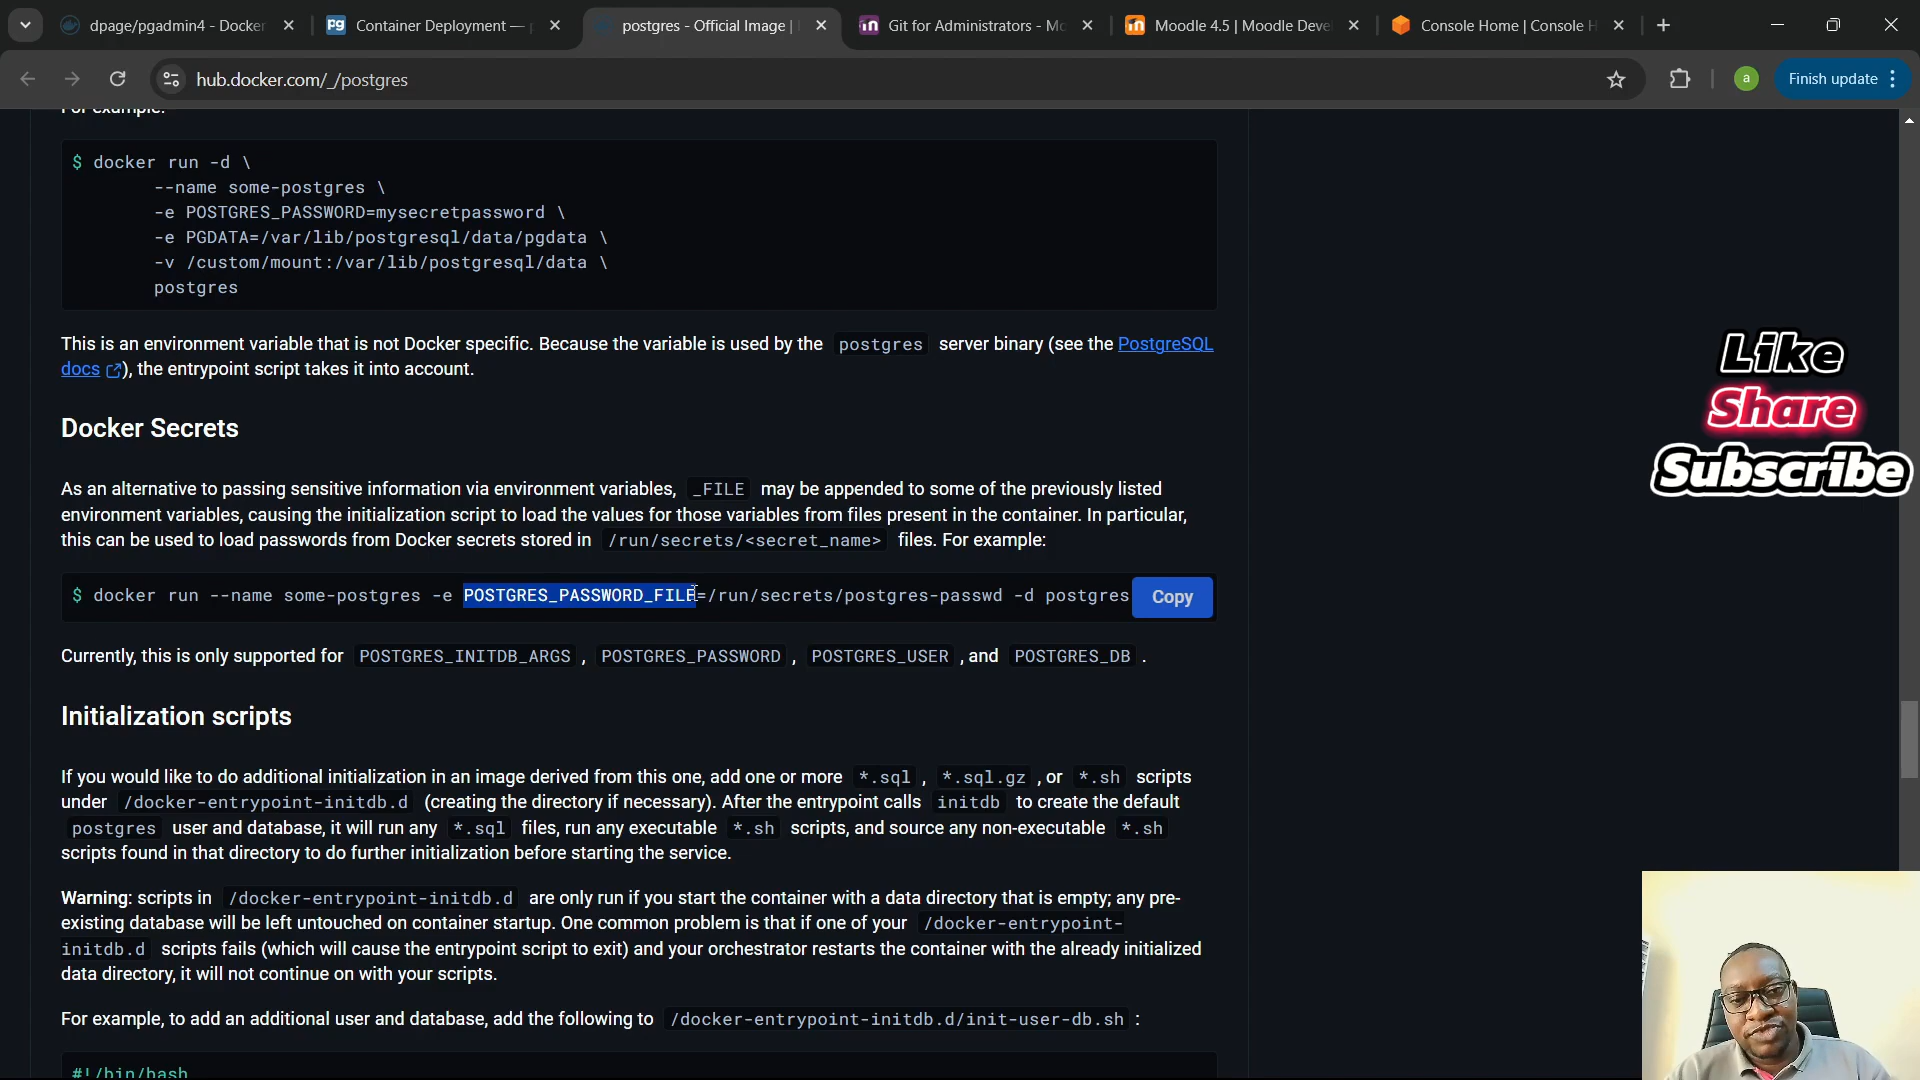 dpage/pgadmin4 - Docker
Container Deployment —
postgres - Official Image |
Git for Administrators - Mo
Moodle 4.5 | Moodle Deve
Console Home | Console H
hub.docker.com/_/postgres
a
Finish update
For example:
$ docker run -d \
--name some-postgres \
-e POSTGRES_PASSWORD=mysecretpassword \
-e PGDATA=/var/lib/postgresql/data/pgdata \
-v /custom/mount:/var/lib/postgresql/data \
postgres
This is an environment variable that is not Docker specific. Because the variable is used by the postgres server binary (see the PostgreSQL
docs), the entrypoint script takes it into account.
Like
Share
Subscribe
Docker Secrets
As an alternative to passing sensitive information via environment variables, _FILE may be appended to some of the previously listed
environment variables, causing the initialization script to load the values for those variables from files present in the container. In particular,
this can be used to load passwords from Docker secrets stored in /run/secrets/<secret_name> files. For example:
$ docker run --name some-postgres -e POSTGRES_PASSWORD_FILE=/run/secrets/postgres-passwd -d postgres
Copy
Currently, this is only supported for POSTGRES_INITDB_ARGS, POSTGRES_PASSWORD, POSTGRES_USER, and POSTGRES_DB.
Initialization scripts
If you would like to do additional initialization in an image derived from this one, add one or more *.sql, *.sql.gz, or *.sh scripts
under /docker-entrypoint-initdb.d (creating the directory if necessary). After the entrypoint calls initdb to create the default
postgres user and database, it will run any *.sql files, run any executable *.sh scripts, and source any non-executable *.sh
scripts found in that directory to do further initialization before starting the service.
Warning: scripts in /docker-entrypoint-initdb.d are only run if you start the container with a data directory that is empty; any pre-
existing database will be left untouched on container startup. One common problem is that if one of your /docker-entrypoint-
initdb.d scripts fails (which will cause the entrypoint script to exit) and your orchestrator restarts the container with the already initialized
data directory, it will not continue on with your scripts.
For example, to add an additional user and database, add the following to /docker-entrypoint-initdb.d/init-user-db.sh :
#!/bin/bash